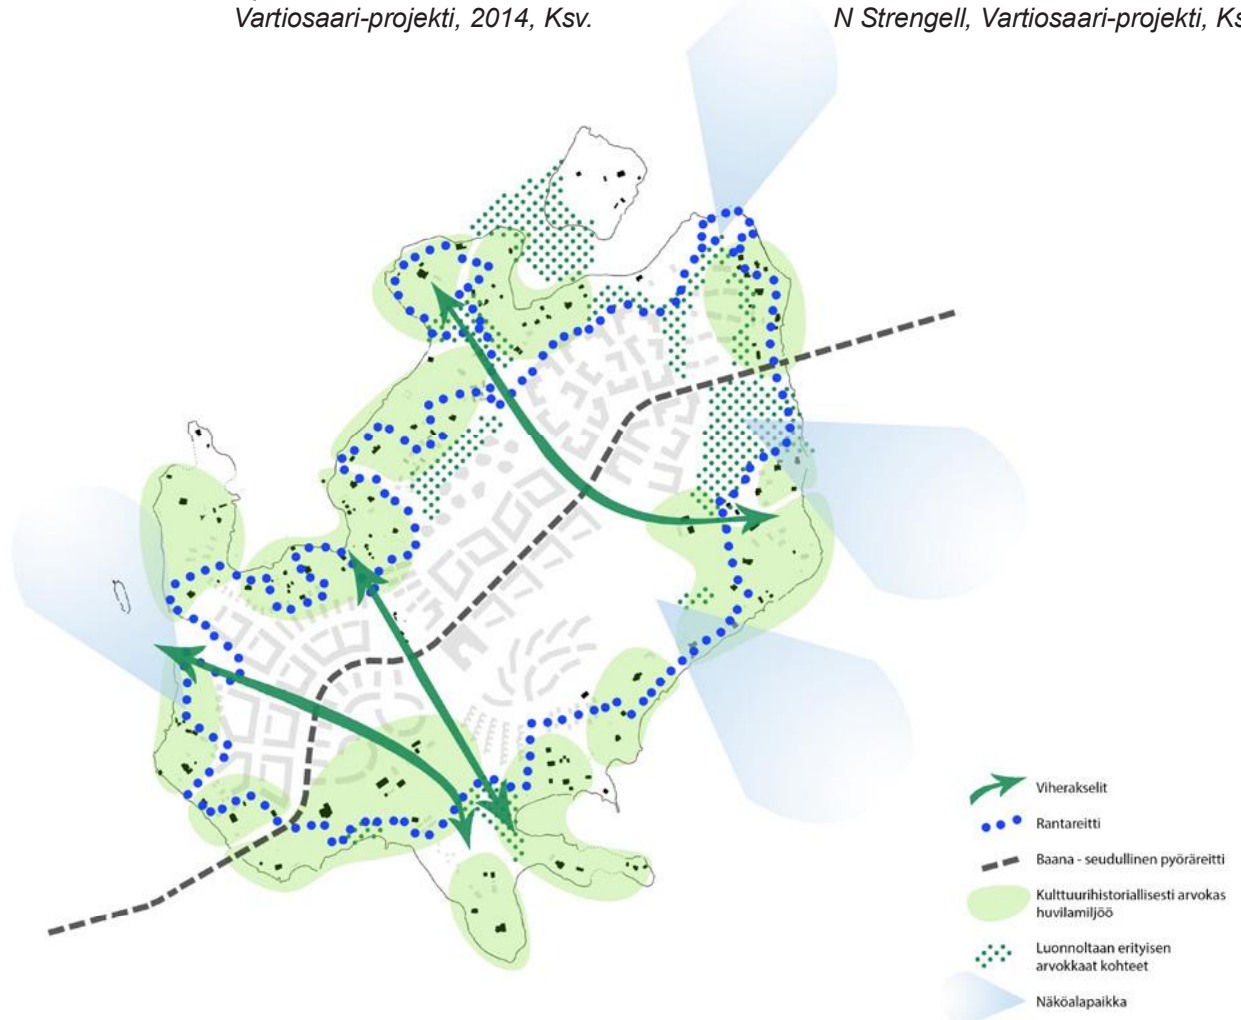 Vartiosaari-projekti, 2014, Ksv.
N Strengell, Vartiosaari-projekti, Ks
Viherakselit
Rantareitti
Baana - seudullinen pyöräreitti
Kulttuurihistoriallisesti arvokas
huvilamiljöö
Luonnoltaan erityisen
arvokkaat kohteet
Näköalapaikka